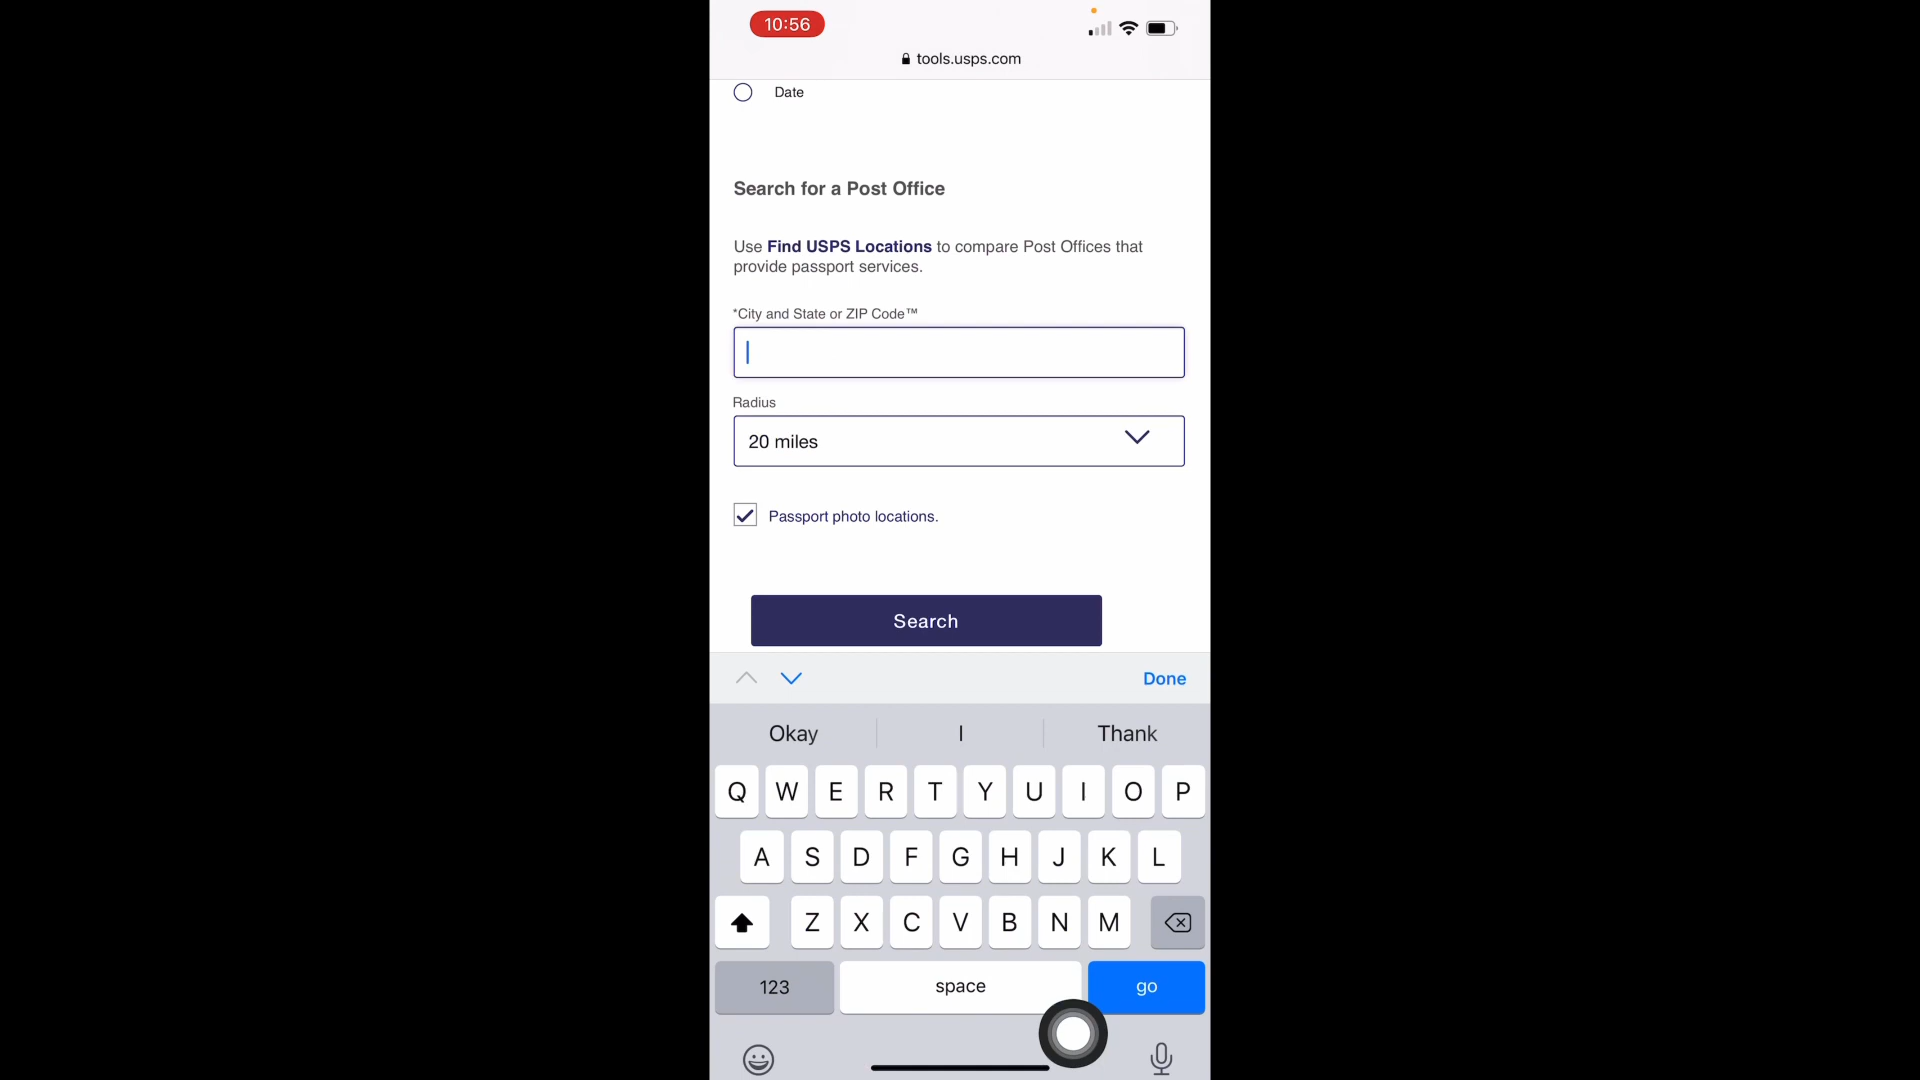 10:56
tools.usps.com
Date
Search for a Post Office
Use Find USPS Locations to compare Post Offices that
provide passport services.
*City and State or ZIP Code™
Radius
20 miles
Passport photo locations.
Search
Done
Okay I Thank
Q W E R T Y U I O P
A S D F G H J K L
Z X C V B N M
123 space go